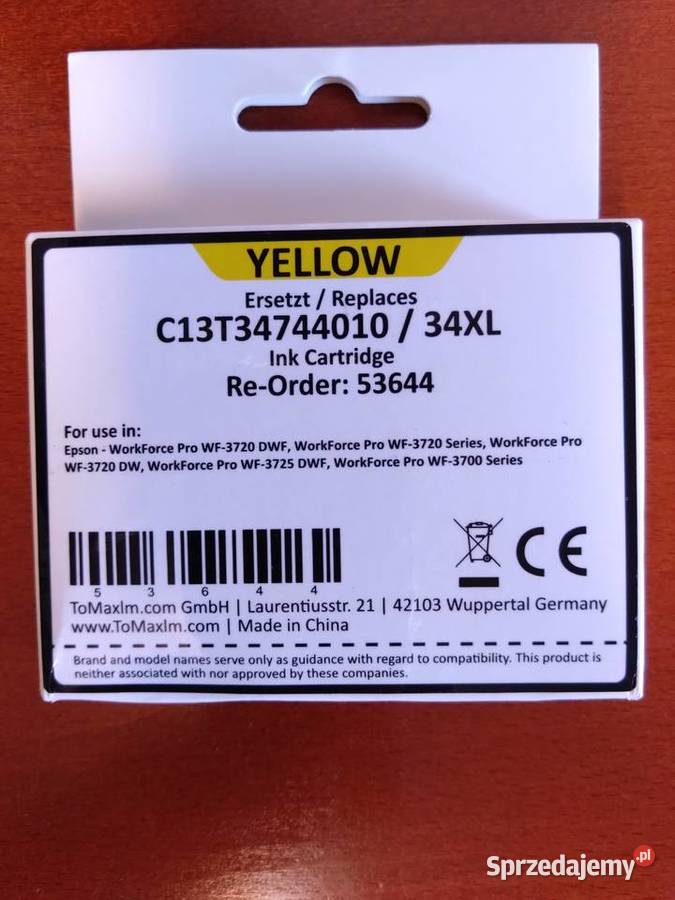 YELLOW
Ersetzt / Replaces
C13T34744010 / 34XL
Ink Cartridge
Re-Order: 53644
For use in:
Epson - WorkForce Pro WF-3720 DWF, WorkForce Pro WF-3720 Series, WorkForce Pro
WF-3720 DW, WorkForce Pro WF-3725 DWF, WorkForce Pro WF-3700 Series
CE
5 3 6 4 4
ToMaxlm.com GmbH | Laurentiusstr. 21 | 42103 Wuppertal Germany
www.ToMaxlm.com | Made in China
Brand and model names serve only as guidance with regard to compatibility. This product is
neither associated with nor approved by these companies.
Sprzedajemy.pl